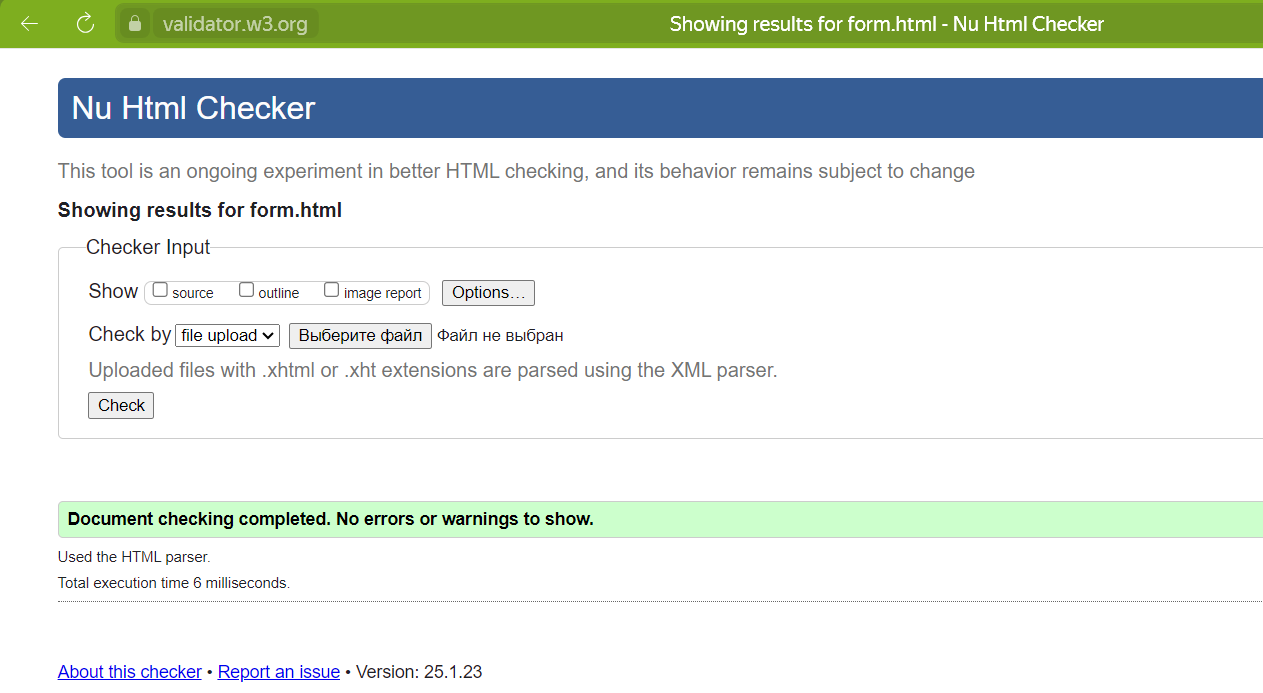 validator.w3.org Showing results for form.html - Nu Html Checker
Nu Html Checker
This tool is an ongoing experiment in better HTML checking, and its behavior remains subject to change
Showing results for form.html
Checker Input
Show source outline image report Options...
Check by file upload Выберите файл Файл не выбран
Uploaded files with .xhtml or .xht extensions are parsed using the XML parser.
Check
Document checking completed. No errors or warnings to show.
Used the HTML parser.
Total execution time 6 milliseconds.
About this checker • Report an issue • Version: 25.1.23